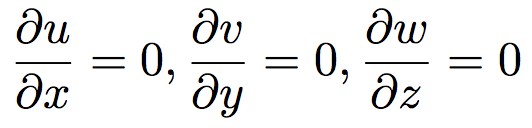 ∂u/∂x = 0, ∂v/∂y = 0, ∂w/∂z = 0